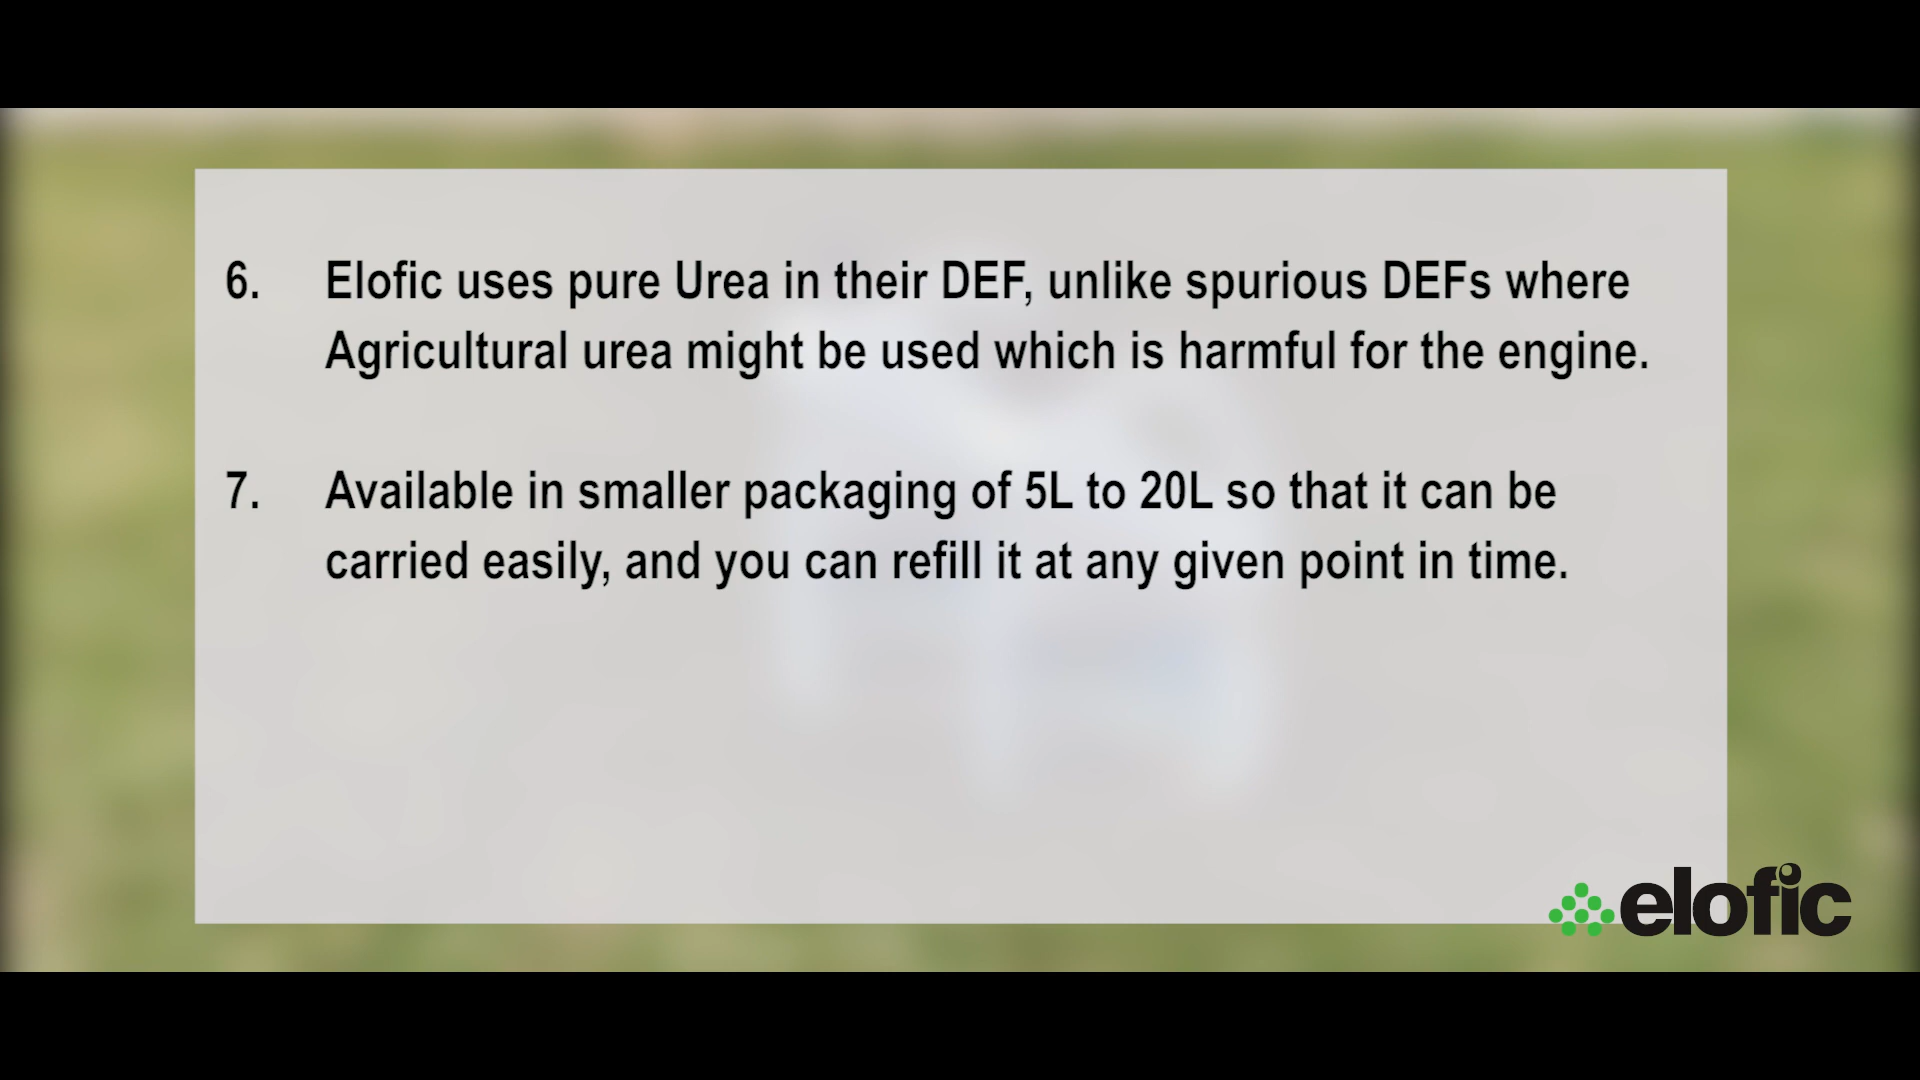 6. Elofic uses pure Urea in their DEF, unlike spurious DEFs where
Agricultural urea might be used which is harmful for the engine.
7. Available in smaller packaging of 5L to 20L so that it can be
carried easily, and you can refill it at any given point in time.
elofic